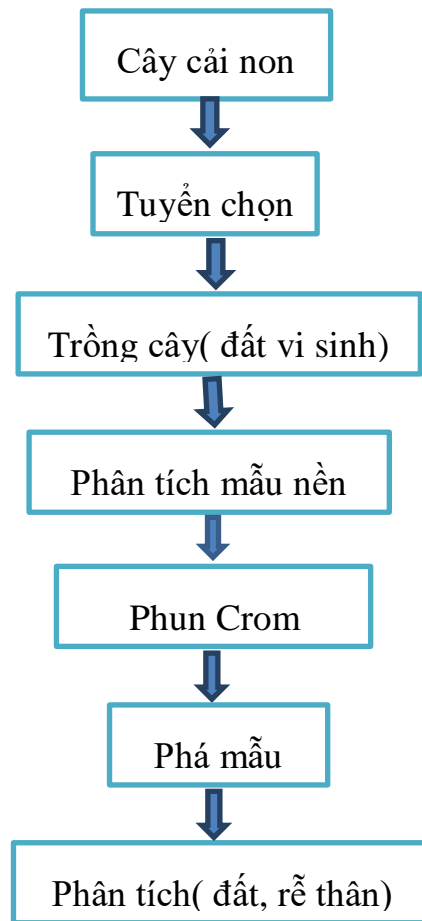 Cây cải non
Tuyển chọn
Trồng cây( đất vi sinh)
Phân tích mẫu nền
Phun Crom
Phá mẫu
Phân tích( đất, rễ thân)